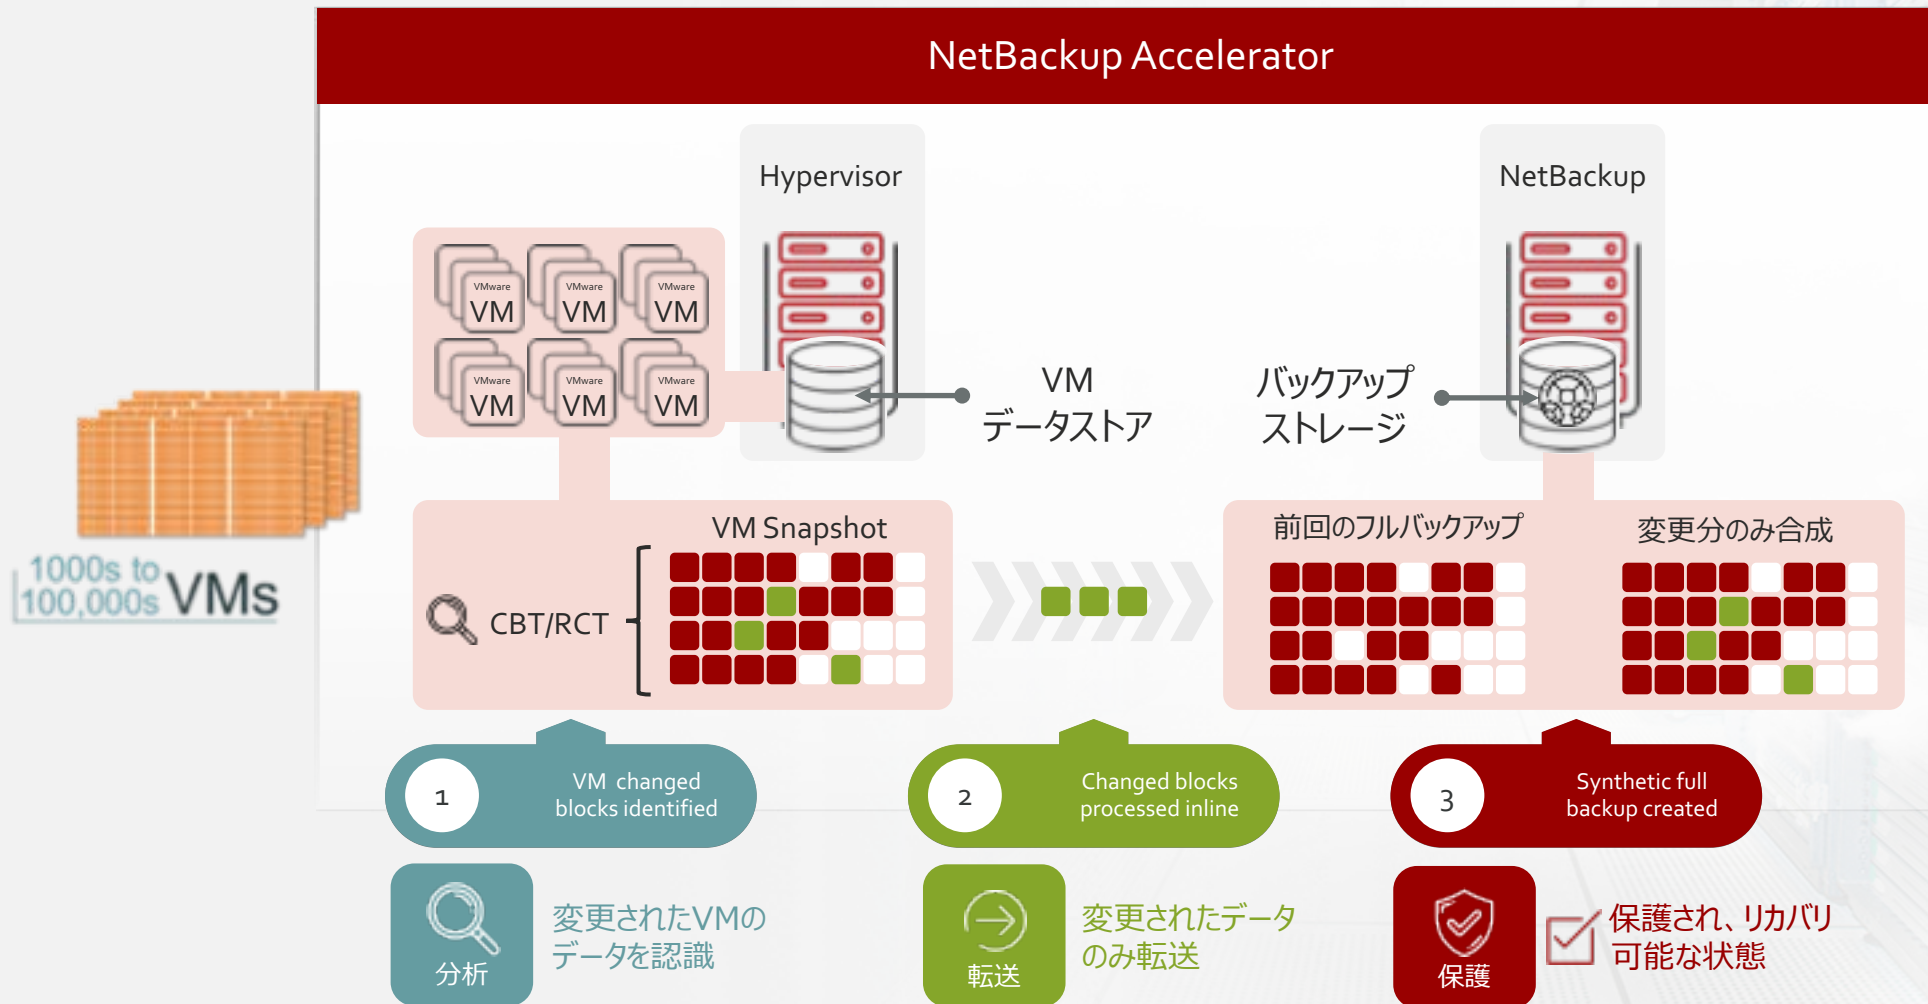 NetBackup Accelerator
Hypervisor
NetBackup
VMware
VM
VMware
VM
VMware
VM
VMware
VM
VMware
VM
VMware
VM
VM
データストア
バックアップ
ストレージ
1000s to
100,000s VMs
VM Snapshot
CBT/RCT
前回のフルバックアップ
変更分のみ合成
1
VM changed
blocks identified
2
Changed blocks
processed inline
3
Synthetic full
backup created
分析
変更されたVMの
データを認識
転送
変更されたデータ
のみ転送
保護
保護され、リカバリ
可能な状態